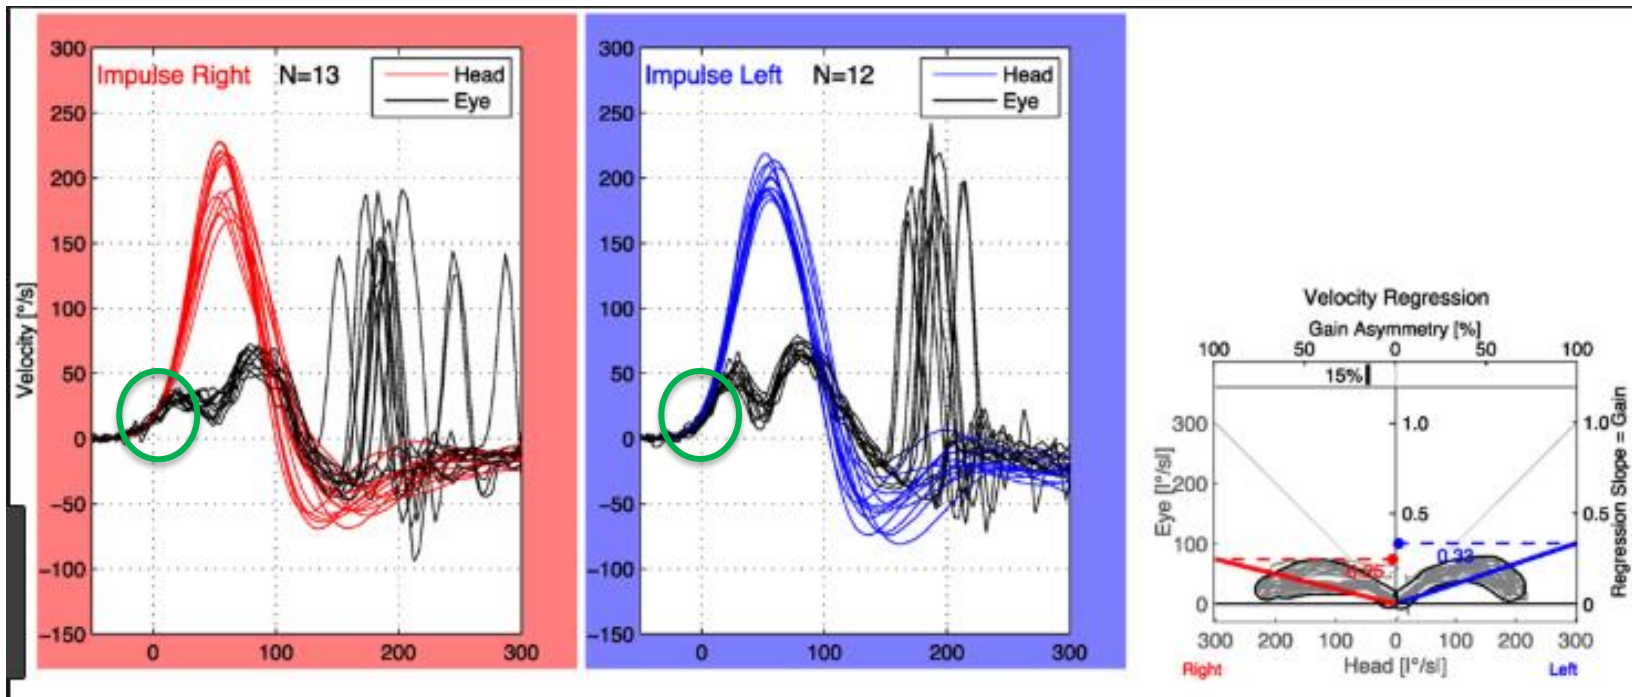 Impulse Right N=13
Head
Eye
300
250
200
150
100
50
0
−50
−100
−150
0 100 200 300
Velocity [°/s]
Impulse Left N=12
Head
Eye
300
250
200
150
100
50
0
−50
−100
−150
0 100 200 300
Velocity Regression
Gain Asymmetry [%]
100 50 0 50 100
15%
300
200
100
0
Eye [l°/sl]
1.0
0.5
0.33
1.0
0.5
0
Regression Slope = Gain
300 200 100 0 100 200 300
Right Head [l°/sl] Left